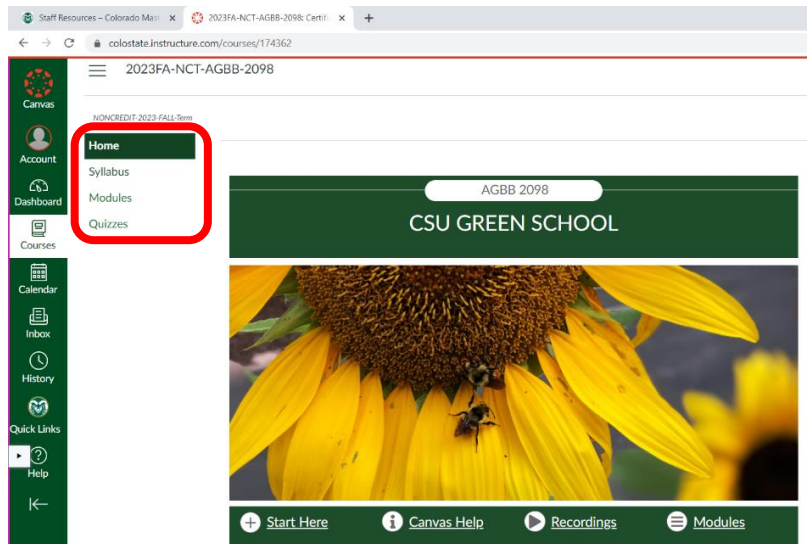 Staff Resources – Colorado Mast
2023FA-NCT-AGBB-2098: Certifi
colostate.instructure.com/courses/174362
2023FA-NCT-AGBB-2098
NONCREDIT-2023-FALL-Term
Home
Syllabus
Modules
Quizzes
Canvas
Account
Dashboard
Courses
Calendar
Inbox
History
Quick Links
Help
AGBB 2098
CSU GREEN SCHOOL
Start Here
Canvas Help
Recordings
Modules